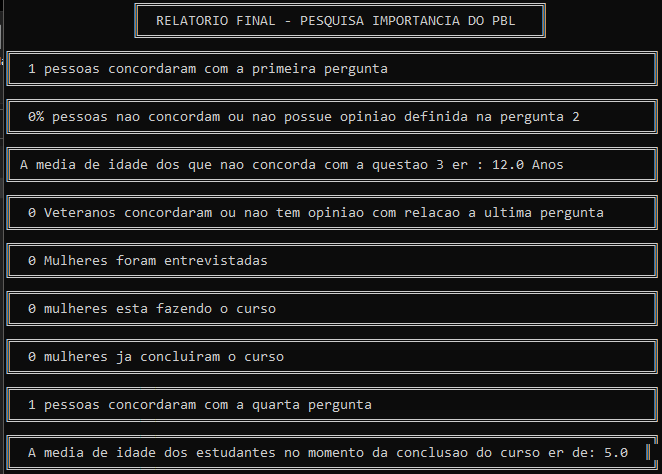 RELATORIO FINAL - PESQUISA IMPORTANCIA DO PBL
1 pessoas concordaram com a primeira pergunta
0% pessoas nao concordam ou nao possue opiniao definida na pergunta 2
A media de idade dos que nao concorda com a questao 3 er : 12.0 Anos
0 Veteranos concordaram ou nao tem opiniao com relacao a ultima pergunta
0 Mulheres foram entrevistadas
0 mulheres esta fazendo o curso
0 mulheres ja concluiram o curso
1 pessoas concordaram com a quarta pergunta
A media de idade dos estudantes no momento da conclusao do curso er de: 5.0